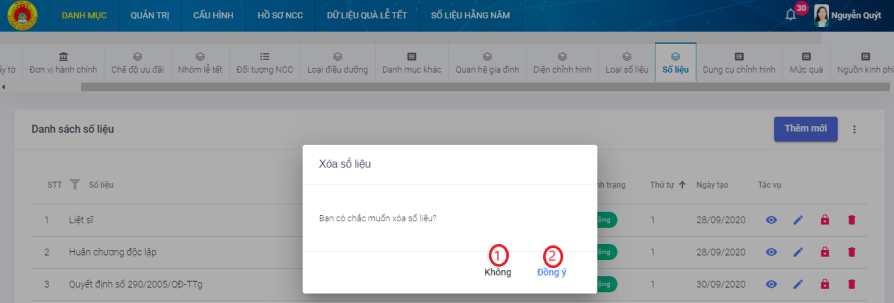 DANH MỤC QUẢN TRỊ CẤU HÌNH HỒ SƠ NCC DỮ LIỆU QUÀ LỄ TẾT SỐ LIỆU HẰNG NĂM 30 Nguyễn Quýt
ấy tờ Đơn vị hành chính Chế độ ưu đãi Nhóm lễ tết Đối tượng NCC Loại điều dưỡng Danh mục khác Quan hệ gia đình Diện chỉnh hình Loại số liệu Số liệu Dụng cụ chỉnh hình Mức quà Nguồn kinh phí
Danh sách số liệu Thêm mới
Xóa số liệu
STT Số liệu nh trạng Thứ tự Ngày tạo Tác vụ
Bạn có chắc muốn xóa số liệu?
1 Liệt sĩ ộng 1 28/09/2020
2 Huân chương độc lập ộng 1 28/09/2020
1 2
Không Đồng ý
3 Quyết định số 290/2005/QĐ-TTg ộng 1 30/09/2020